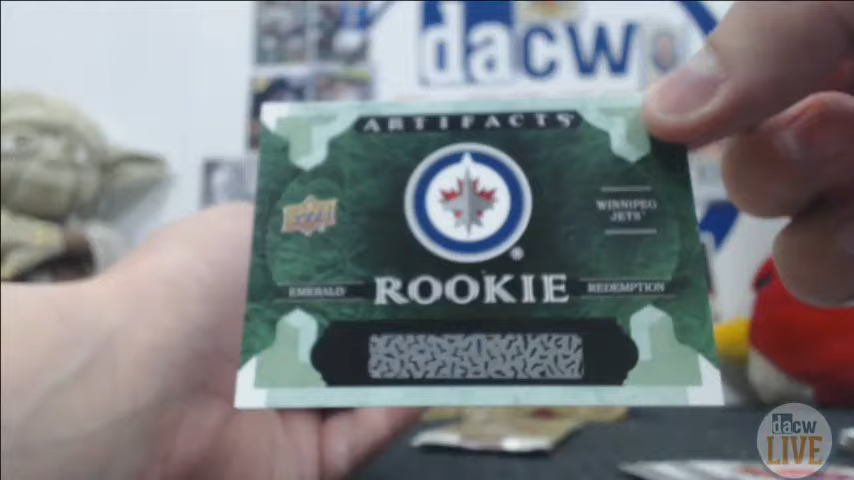 dacw
ARTIFACTS
WINNIPEG
JETS
EMERALD
ROOKIE
REDEMPTION
dacw
LIVE